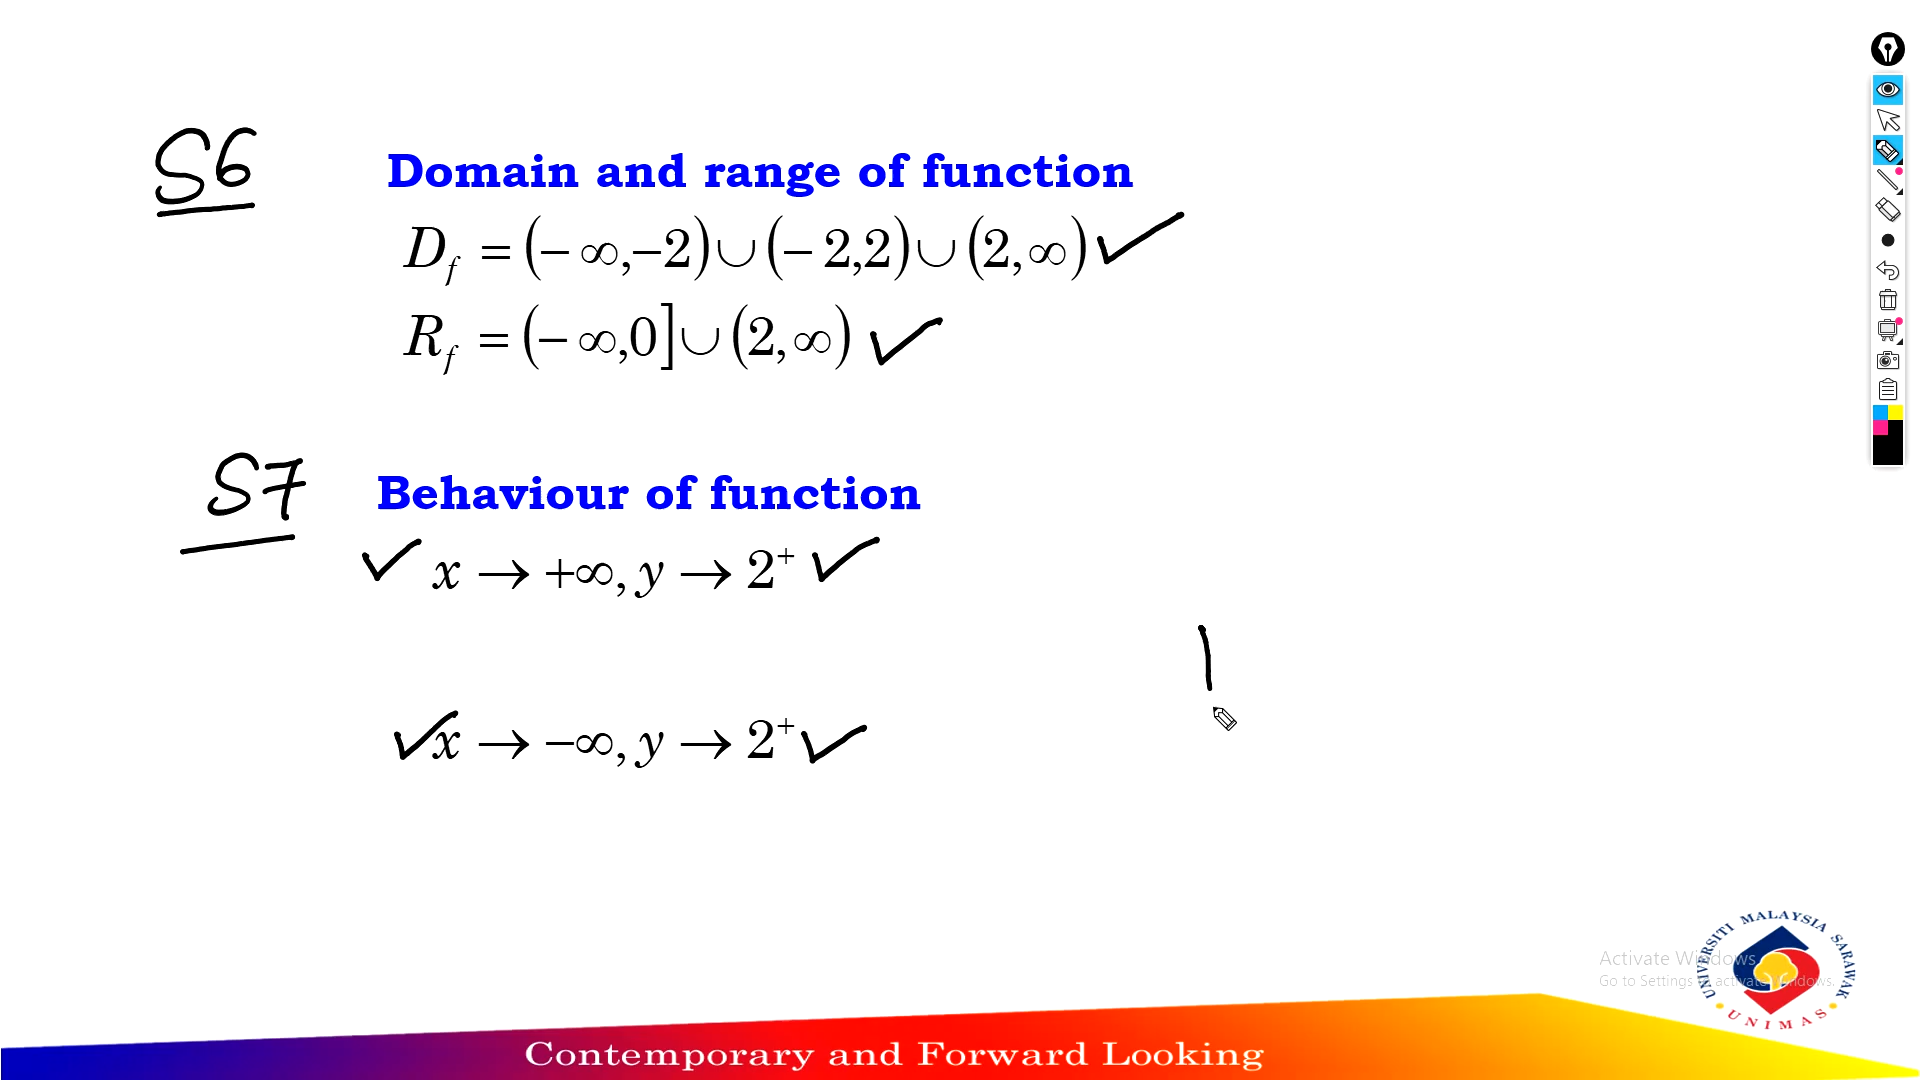 S6 Domain and range of function
D_f = (−∞,−2)∪(−2,2)∪(2,∞) ✓
R_f = (−∞,0]∪(2,∞) ✓
S7 Behaviour of function
✓ x → +∞, y → 2⁺ ✓
✓ x → −∞, y → 2⁺ ✓
UNIVERSITI MALAYSIA SARAWAK
UNIMAS
Activate Windows
Go to Settings to activate Windows.
Contemporary and Forward Looking